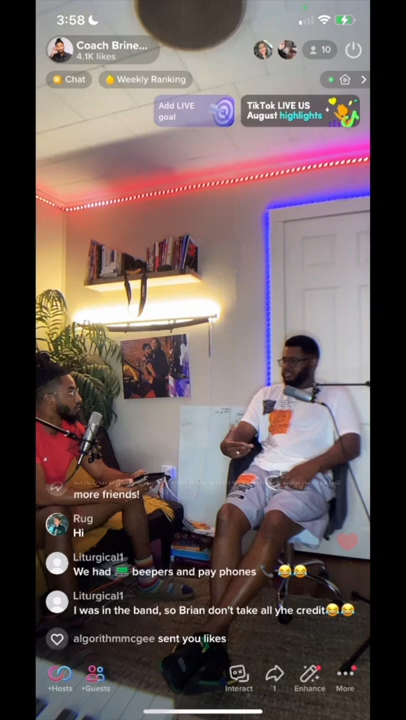 3:58
Coach Brine...
4.1K likes
10
Chat
Weekly Ranking
Add LIVE
goal
TikTok LIVE US
August highlights
more friends!
Rug
Hi
Liturgical1
We had 📟 beepers and pay phones 📞😂😂
Liturgical1
I was in the band, so Brian don't take all yhe credit😂😂
algorithmmcgee sent you likes
+Hosts
+Guests
Interact
1
Enhance
More